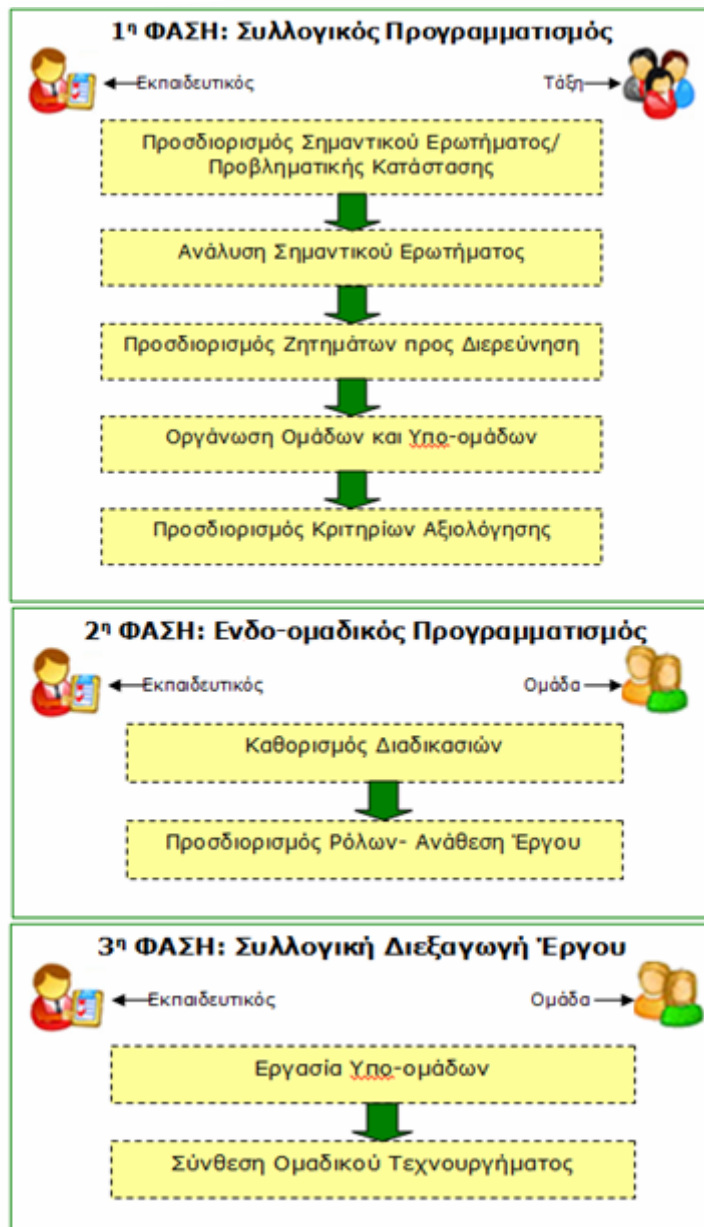 1η ΦΑΣΗ: Συλλογικός Προγραμματισμός
Εκπαιδευτικός
Τάξη
Προσδιορισμός Σημαντικού Ερωτήματος/
Προβληματικής Κατάστασης
Ανάλυση Σημαντικού Ερωτήματος
Προσδιορισμός Ζητημάτων προς Διερεύνηση
Οργάνωση Ομάδων και Υπο-ομάδων
Προσδιορισμός Κριτηρίων Αξιολόγησης
2η ΦΑΣΗ: Ενδο-ομαδικός Προγραμματισμός
Εκπαιδευτικός
Ομάδα
Καθορισμός Διαδικασιών
Προσδιορισμός Ρόλων- Ανάθεση Έργου
3η ΦΑΣΗ: Συλλογική Διεξαγωγή Έργου
Εκπαιδευτικός
Ομάδα
Εργασία Υπο-ομάδων
Σύνθεση Ομαδικού Τεχνουργήματος